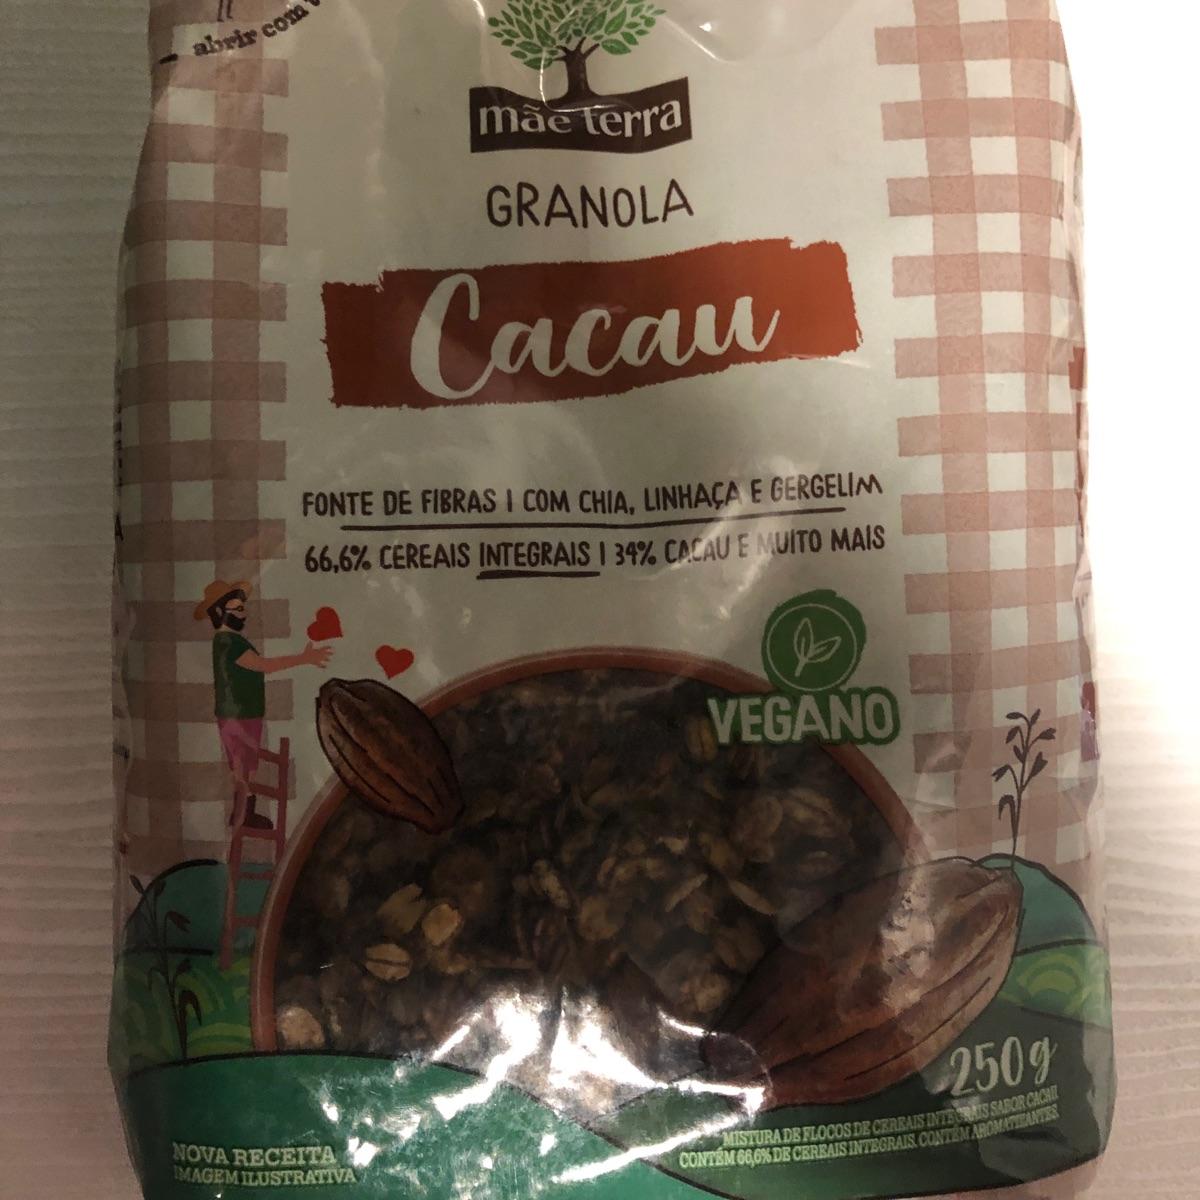 abrir com
mãe terra
GRANOLA
Cacau
FONTE DE FIBRAS | COM CHIA, LINHAÇA E GERGELIM
66,6% CEREAIS INTEGRAIS | 34% CACAU E MUITO MAIS
VEGANO
250g
MISTURA DE FLOCOS DE CEREAIS INTEGRAIS SABOR CACAU.
CONTÉM 66,6% DE CEREAIS INTEGRAIS. CONTÉM AROMATIZANTES.
NOVA RECEITA
IMAGEM ILUSTRATIVA